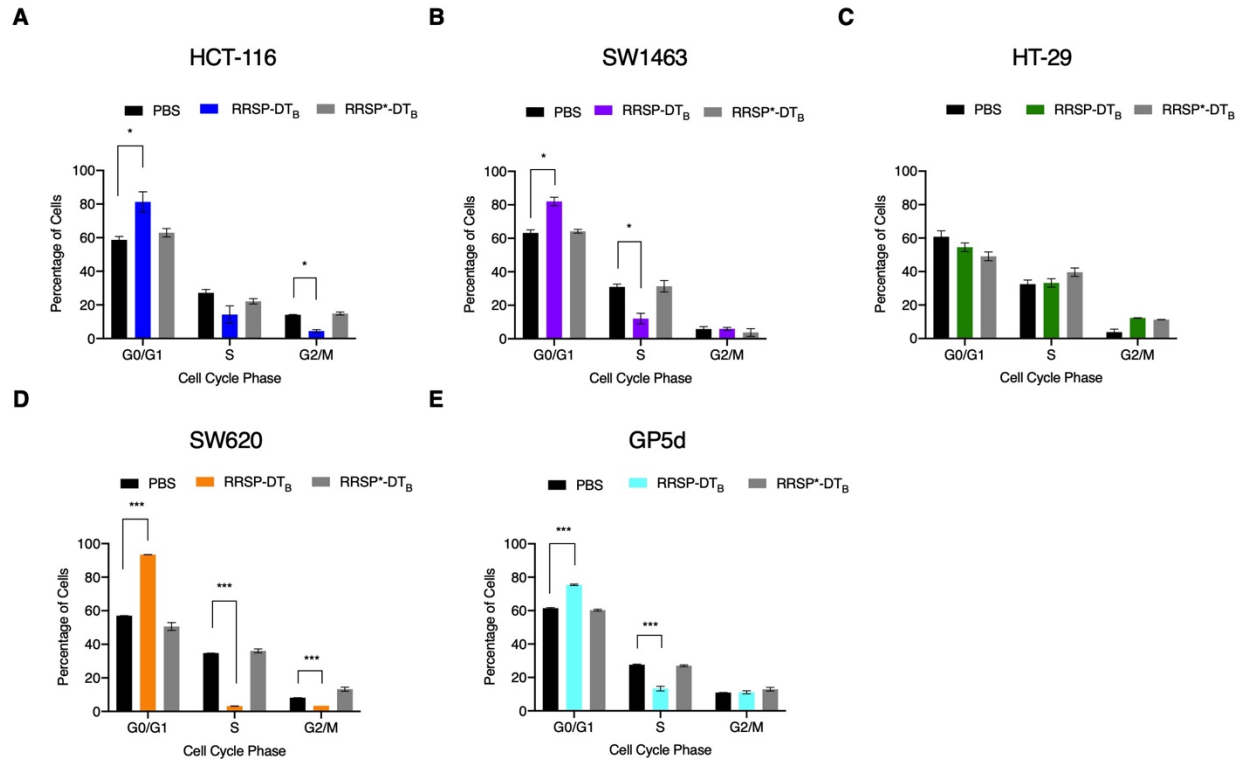 A
HCT-116
PBS RRSP-DTB RRSP*-DTB
*
*
100
80
60
40
20
0
Percentage of Cells
G0/G1 S G2/M
Cell Cycle Phase
B
SW1463
PBS RRSP-DTB RRSP*-DTB
*
*
100
80
60
40
20
0
Percentage of Cells
G0/G1 S G2/M
Cell Cycle Phase
C
HT-29
PBS RRSP-DTB RRSP*-DTB
100
80
60
40
20
0
Percentage of Cells
G0/G1 S G2/M
Cell Cycle Phase
D
SW620
PBS RRSP-DTB RRSP*-DTB
***
***
***
100
80
60
40
20
0
Percentage of Cells
G0/G1 S G2/M
Cell Cycle Phase
E
GP5d
PBS RRSP-DTB RRSP*-DTB
***
***
100
80
60
40
20
0
Percentage of Cells
G0/G1 S G2/M
Cell Cycle Phase